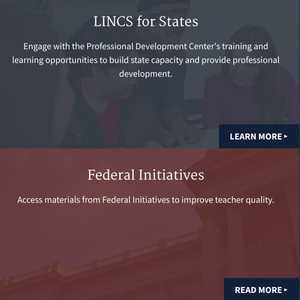 LINCS for States
Engage with the Professional Development Center's training and
learning opportunities to build state capacity and provide professional
development.
LEARN MORE ▸
Federal Initiatives
Access materials from Federal Initiatives to improve teacher quality.
READ MORE ▸